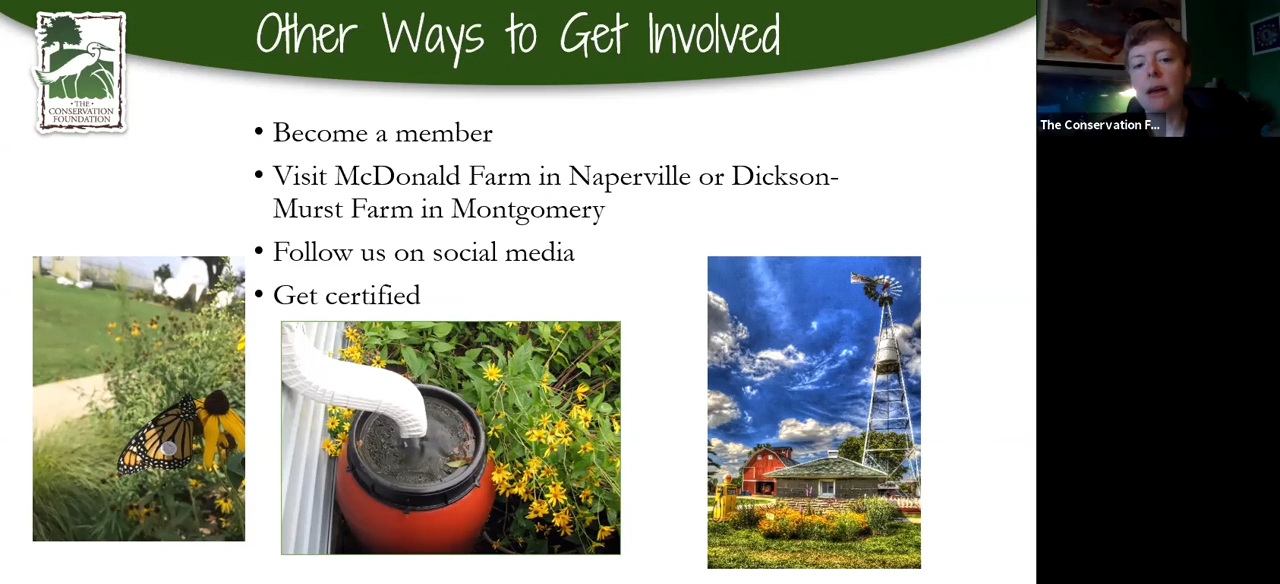 Other Ways to Get Involved
• THE •
CONSERVATION
FOUNDATION
The Conservation F...
• Become a member
• Visit McDonald Farm in Naperville or Dickson-
Murst Farm in Montgomery
• Follow us on social media
• Get certified